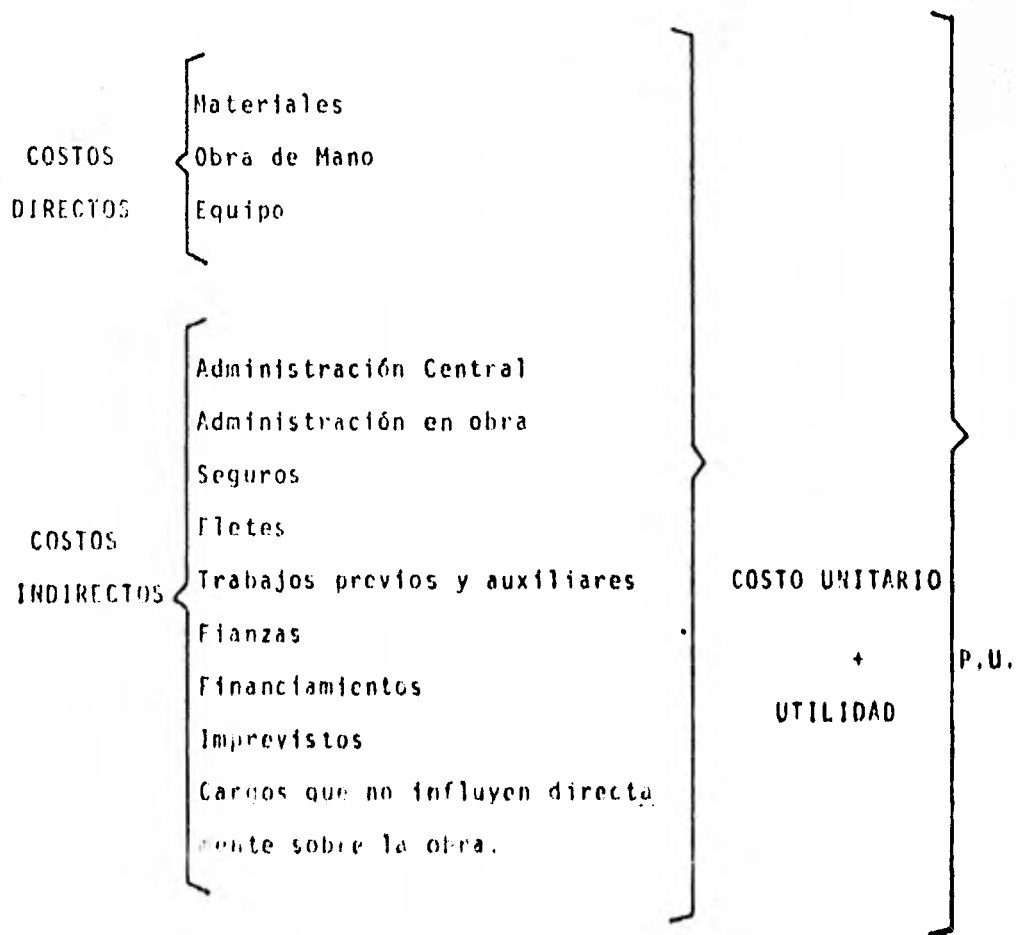 Materiales
COSTOS
Obra de Mano
DIRECTOS
Equipo
Administración Central
Administración en obra
Seguros
COSTOS
Fletes
INDIRECTOS
Trabajos previos y auxiliares
Fianzas
Financiamientos
Imprevistos
Cargos que no influyen directa
mente sobre la obra.
COSTO UNITARIO
+
UTILIDAD
P.U.